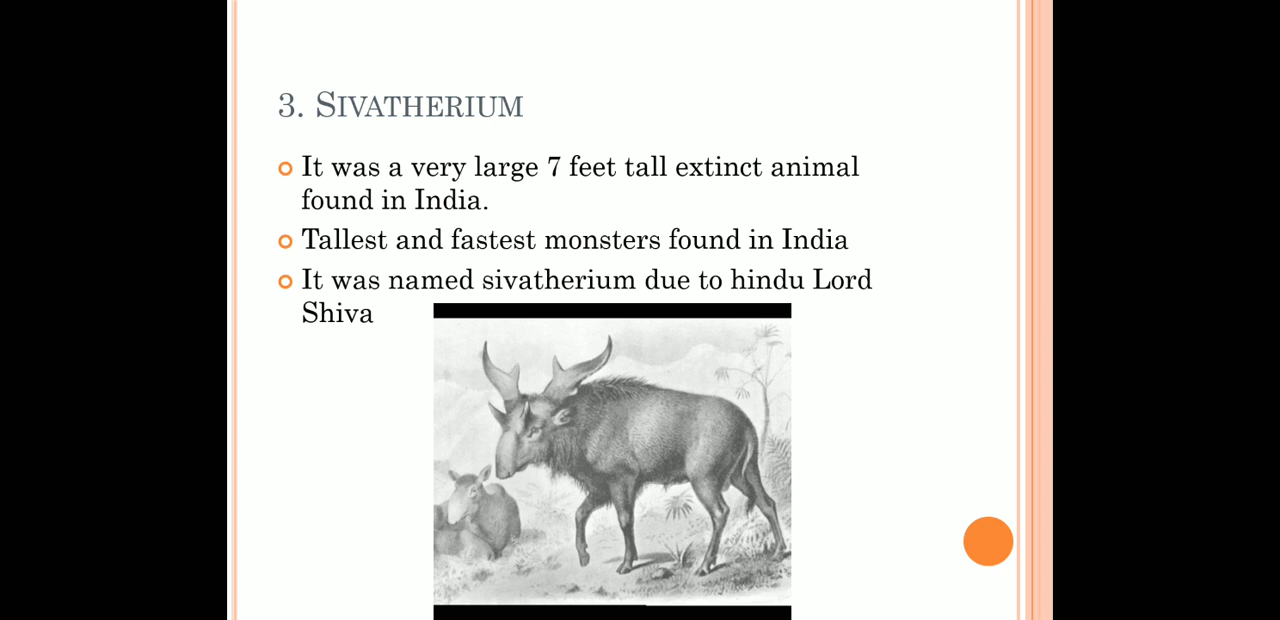 3. SIVATHERIUM
It was a very large 7 feet tall extinct animal
found in India.
Tallest and fastest monsters found in India
It was named sivatherium due to hindu Lord
Shiva